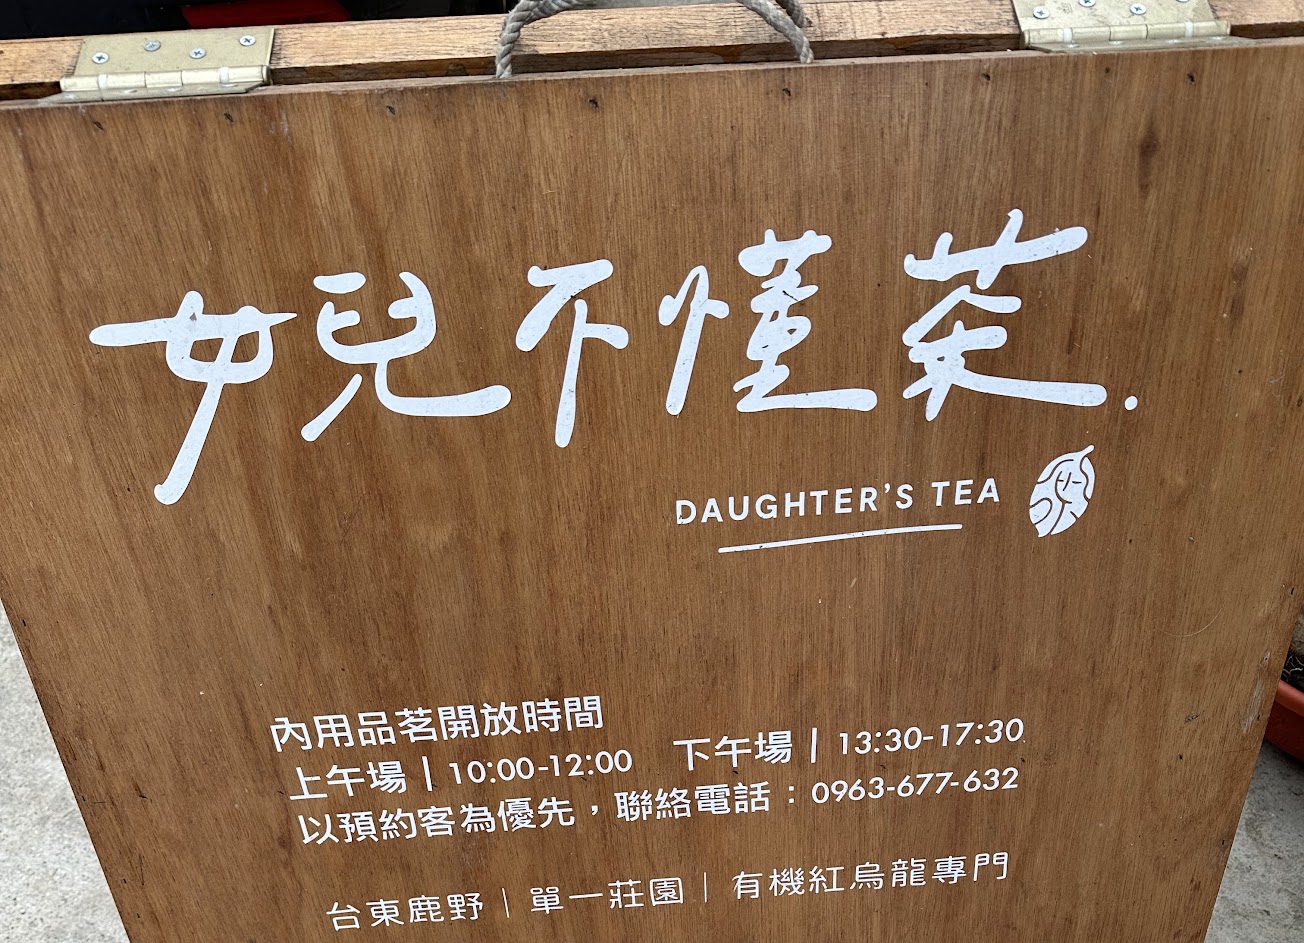 女兒不懂茶.
DAUGHTER'S TEA
內用品茗開放時間
上午場 | 10:00-12:00 下午場 | 13:30-17:30
以預約客為優先，聯絡電話：0963-677-632
台東鹿野 | 單一莊園 | 有機紅烏龍專門